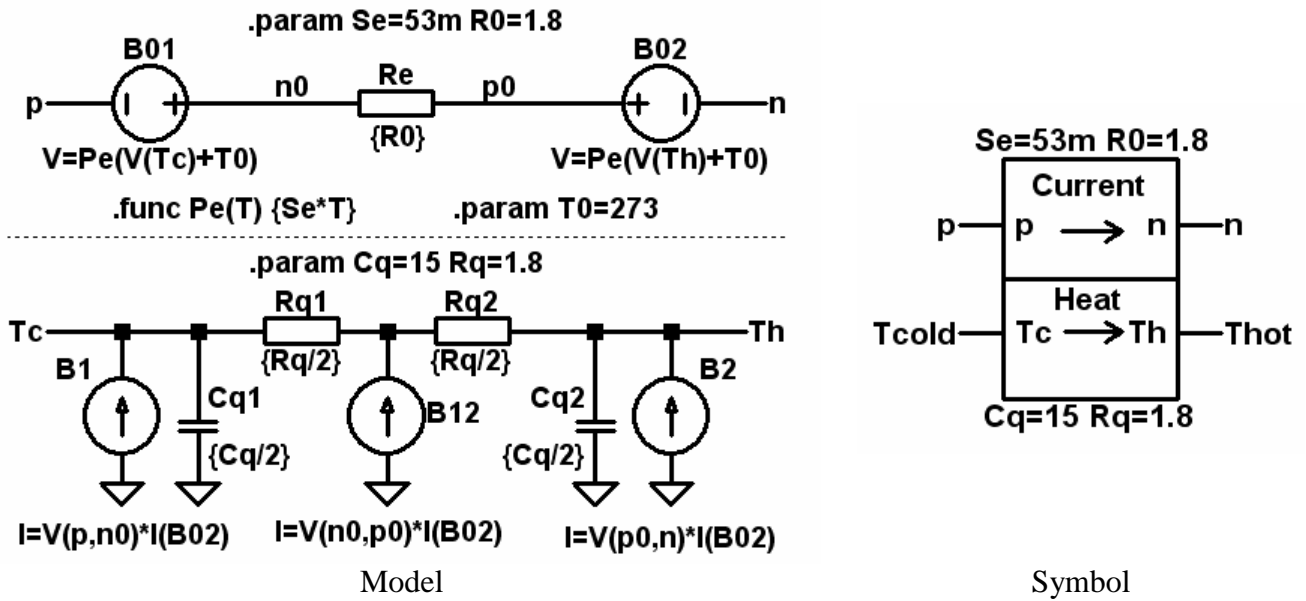 .param Se=53m R0=1.8
B01
B02
Re
n0
p0
p
n
+
+
{R0}
V=Pe(V(Tc)+T0)
V=Pe(V(Th)+T0)
.func Pe(T) {Se*T}
.param T0=273
.param Cq=15 Rq=1.8
Rq1
Rq2
Tc
Th
{Rq/2}
{Rq/2}
B1
B2
Cq1
B12
Cq2
{Cq/2}
{Cq/2}
I=V(p,n0)*I(B02)
I=V(n0,p0)*I(B02)
I=V(p0,n)*I(B02)
Model
Se=53m R0=1.8
Current
p
p
n
n
Heat
Tcold
Tc
Th
Thot
Cq=15 Rq=1.8
Symbol